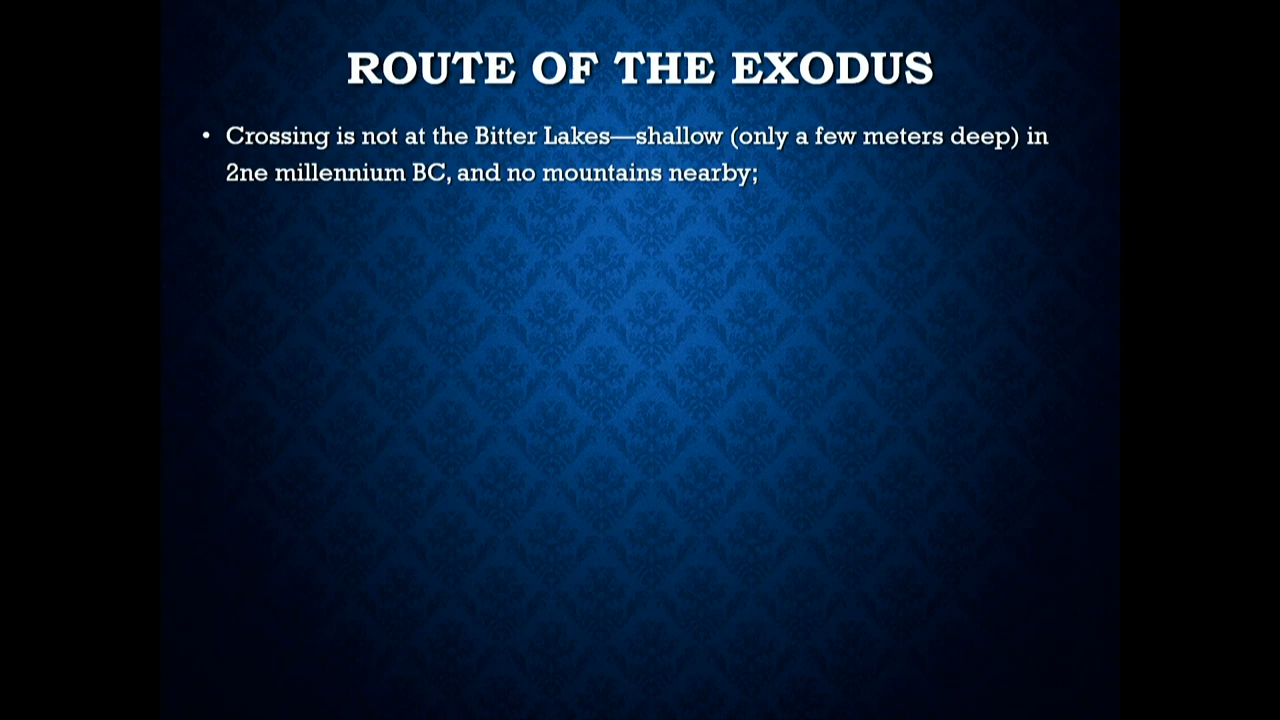 ROUTE OF THE EXODUS
• Crossing is not at the Bitter Lakes—shallow (only a few meters deep) in
2ne millennium BC, and no mountains nearby;